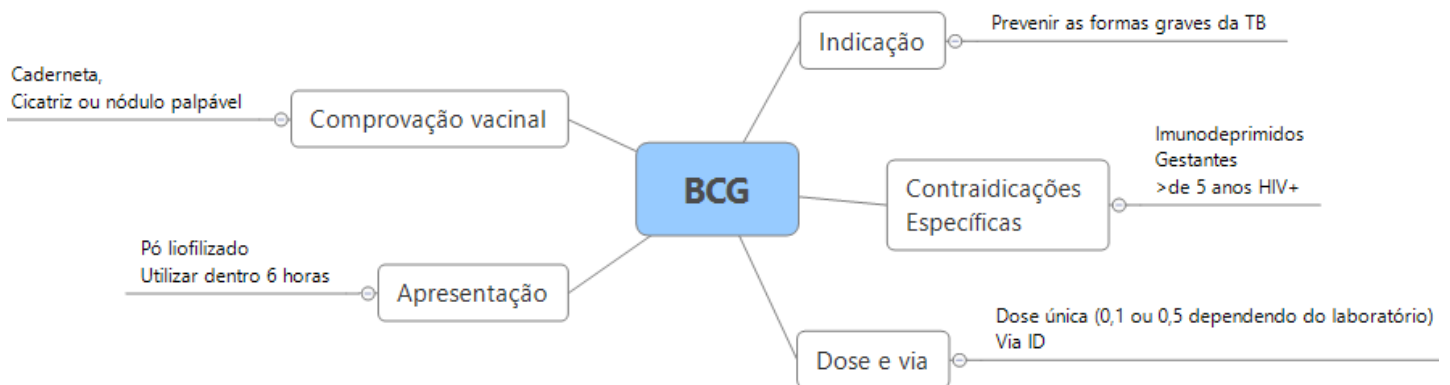 BCG
Indicação
Prevenir as formas graves da TB
Contraidicações
Específicas
Imunodeprimidos
Gestantes
>de 5 anos HIV+
Dose e via
Dose única (0,1 ou 0,5 dependendo do laboratório)
Via ID
Apresentação
Pó liofilizado
Utilizar dentro 6 horas
Comprovação vacinal
Caderneta,
Cicatriz ou nódulo palpável